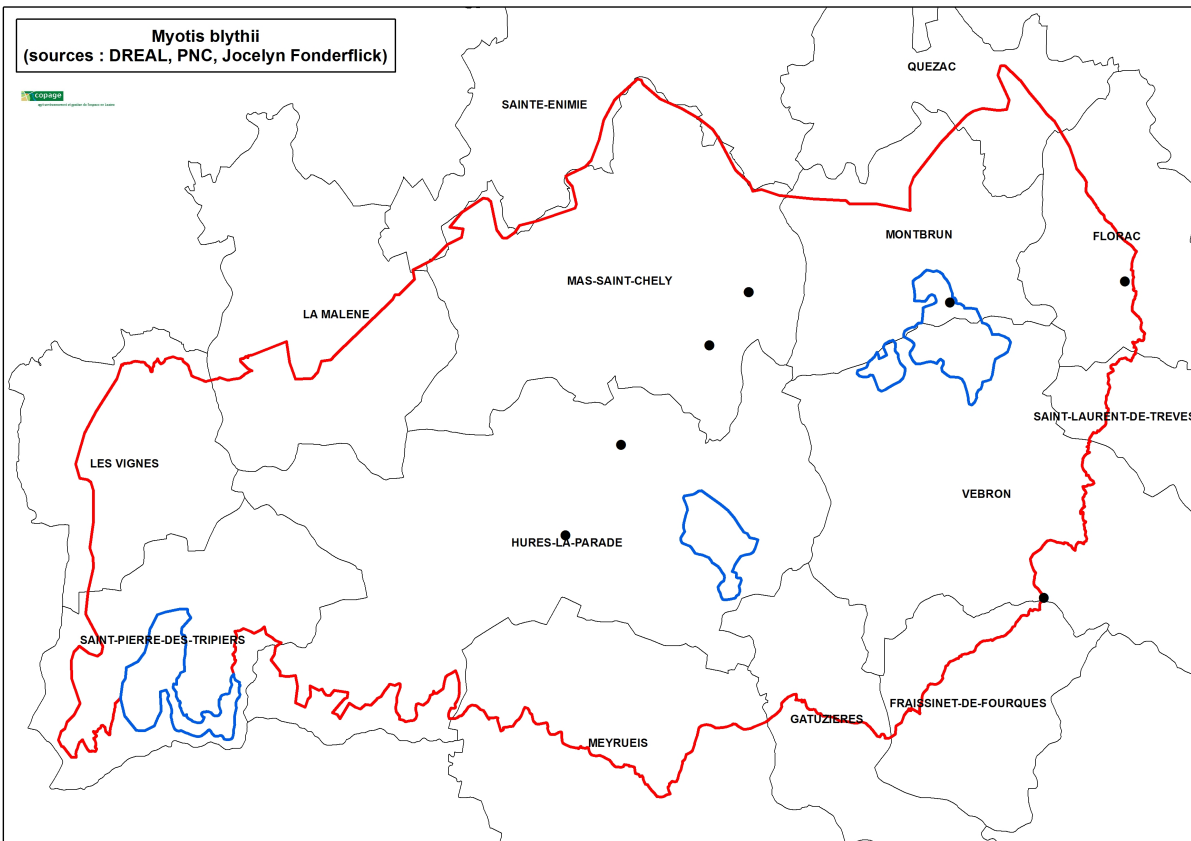 Myotis blythii
(sources : DREAL, PNC, Jocelyn Fonderflick)
copage
QUEZAC
SAINTE-ENIMIE
MONTBRUN
FLORAC
MAS-SAINT-CHELY
LA MALENE
SAINT-LAURENT-DE-TREVES
LES VIGNES
VEBRON
HURES-LA-PARADE
SAINT-PIERRE-DES-TRIPIERS
FRAISSINET-DE-FOURQUES
GATUZIERES
MEYRUEIS